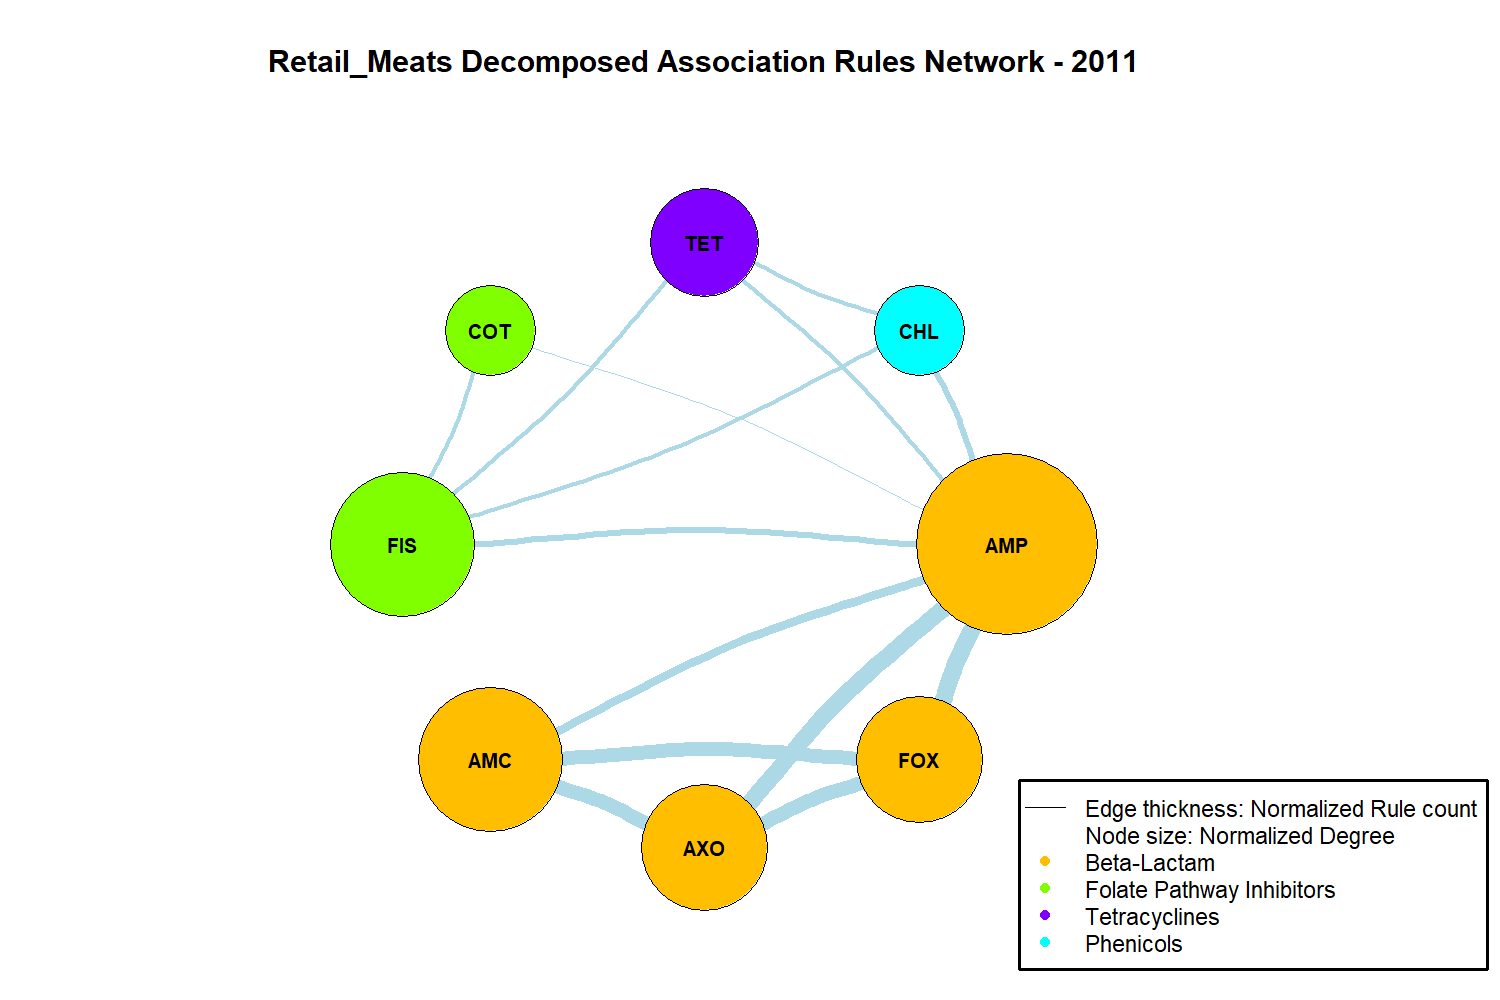 Retail_Meats Decomposed Association Rules Network - 2011
TET
COT
CHL
FIS
AMP
AMC
FOX
AXO
Edge thickness: Normalized Rule count
Node size: Normalized Degree
Beta-Lactam
Folate Pathway Inhibitors
Tetracyclines
Phenicols